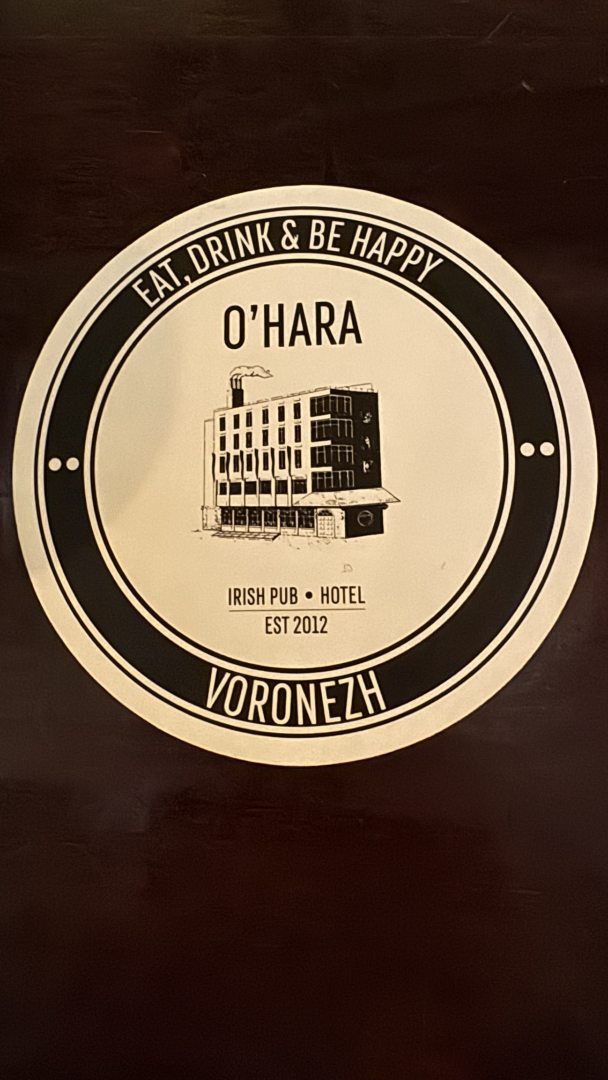 EAT, DRINK & BE HAPPY
O'HARA
IRISH PUB • HOTEL
EST 2012
VORONEZH